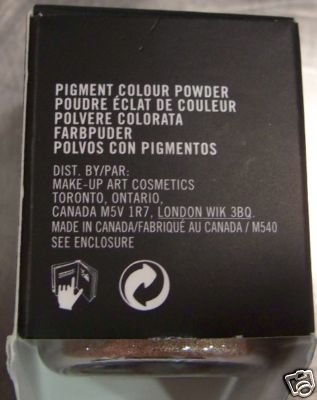 PIGMENT COLOUR POWDER
POUDRE ÉCLAT DE COULEUR
POLVERE COLORATA
FARBPUDER
POLVOS CON PIGMENTOS
DIST. BY/PAR:
MAKE-UP ART COSMETICS
TORONTO, ONTARIO,
CANADA M5V 1R7, LONDON WIK 3BQ.
MADE IN CANADA/FABRIQUÉ AU CANADA / M540
SEE ENCLOSURE